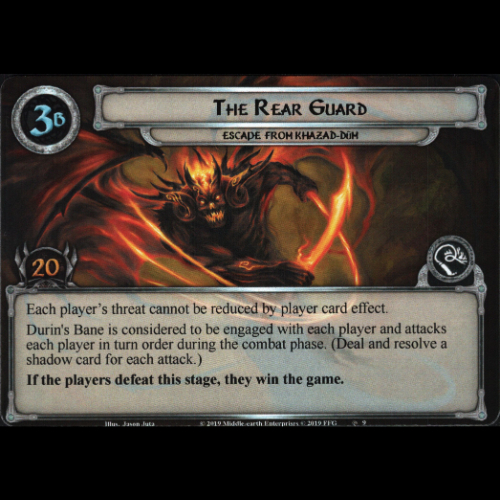 3B
THE REAR GUARD
ESCAPE FROM KHAZAD-DÛM
20
Each player's threat cannot be reduced by player card effect.
Durin's Bane is considered to be engaged with each player and attacks
each player in turn order during the combat phase. (Deal and resolve a
shadow card for each attack.)
If the players defeat this stage, they win the game.
Illus. Jason Juta © 2019 Middle-earth Enterprises © 2019 FFG 9